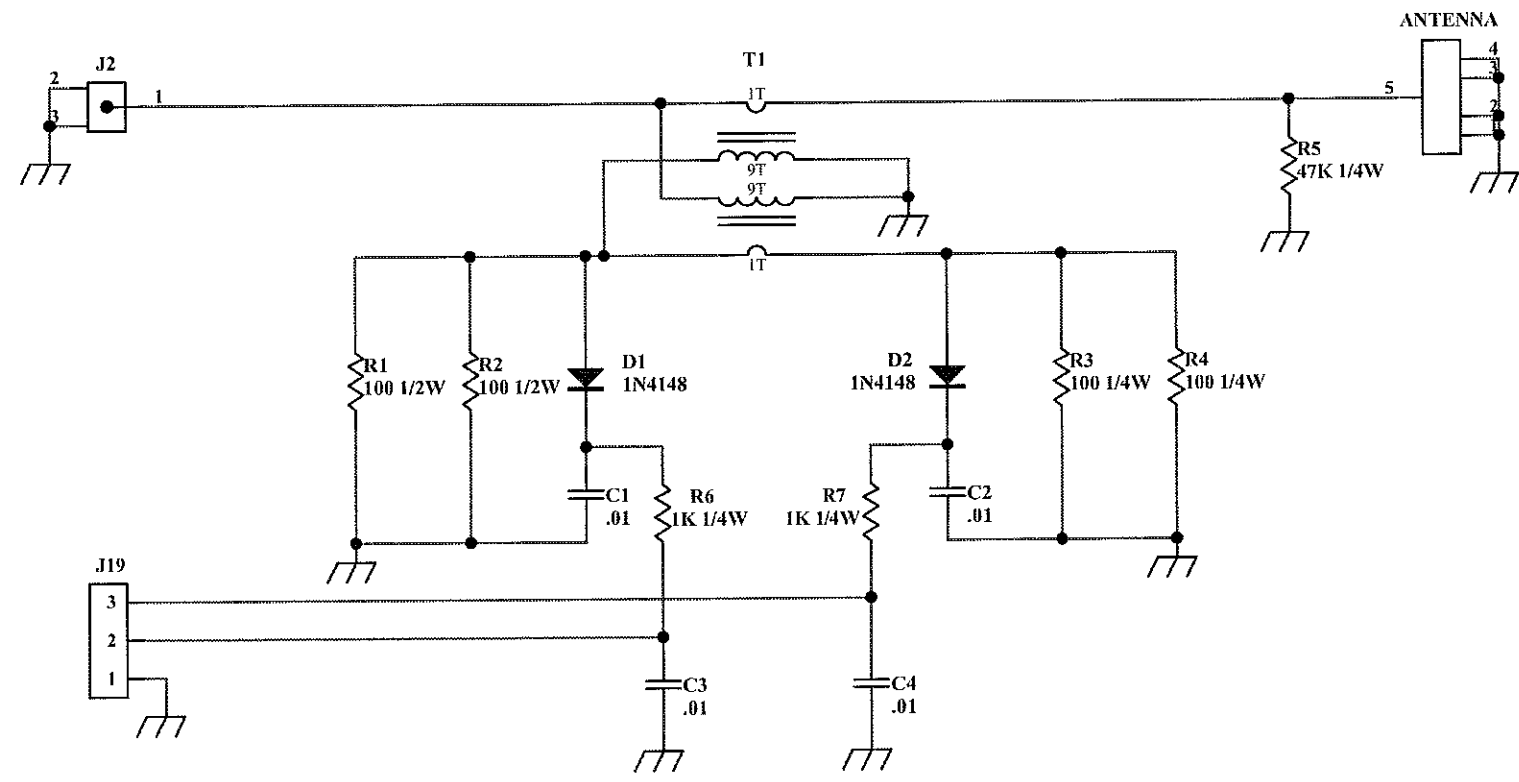 ANTENNA
J2
T1
2
1
3
1T
5
4
3
2
1
R5
47K 1/4W
9T
9T
1T
R1
100 1/2W
R2
100 1/2W
D1
1N4148
D2
1N4148
R3
100 1/4W
R4
100 1/4W
C1
.01
R6
1K 1/4W
R7
1K 1/4W
C2
.01
J19
3
2
1
C3
.01
C4
.01